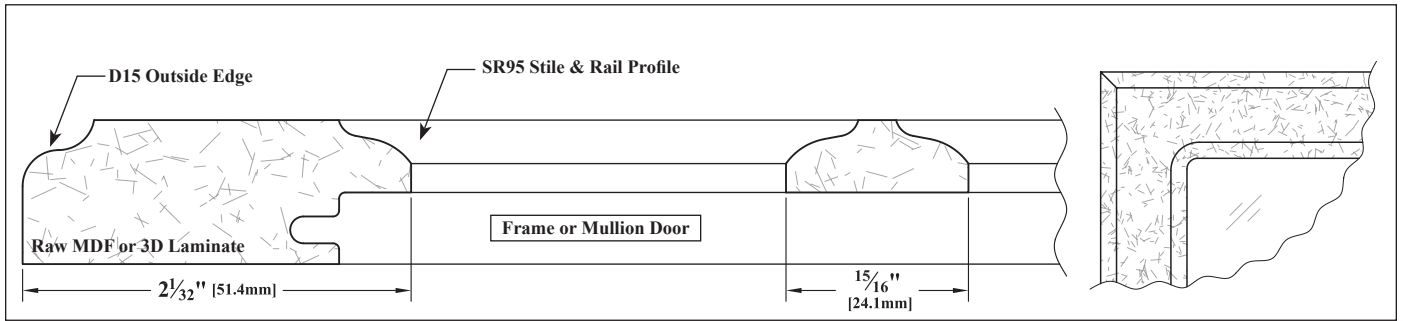 D15 Outside Edge
SR95 Stile & Rail Profile
Raw MDF or 3D Laminate
Frame or Mullion Door
2 1/32" [51.4mm]
15/16"
[24.1mm]